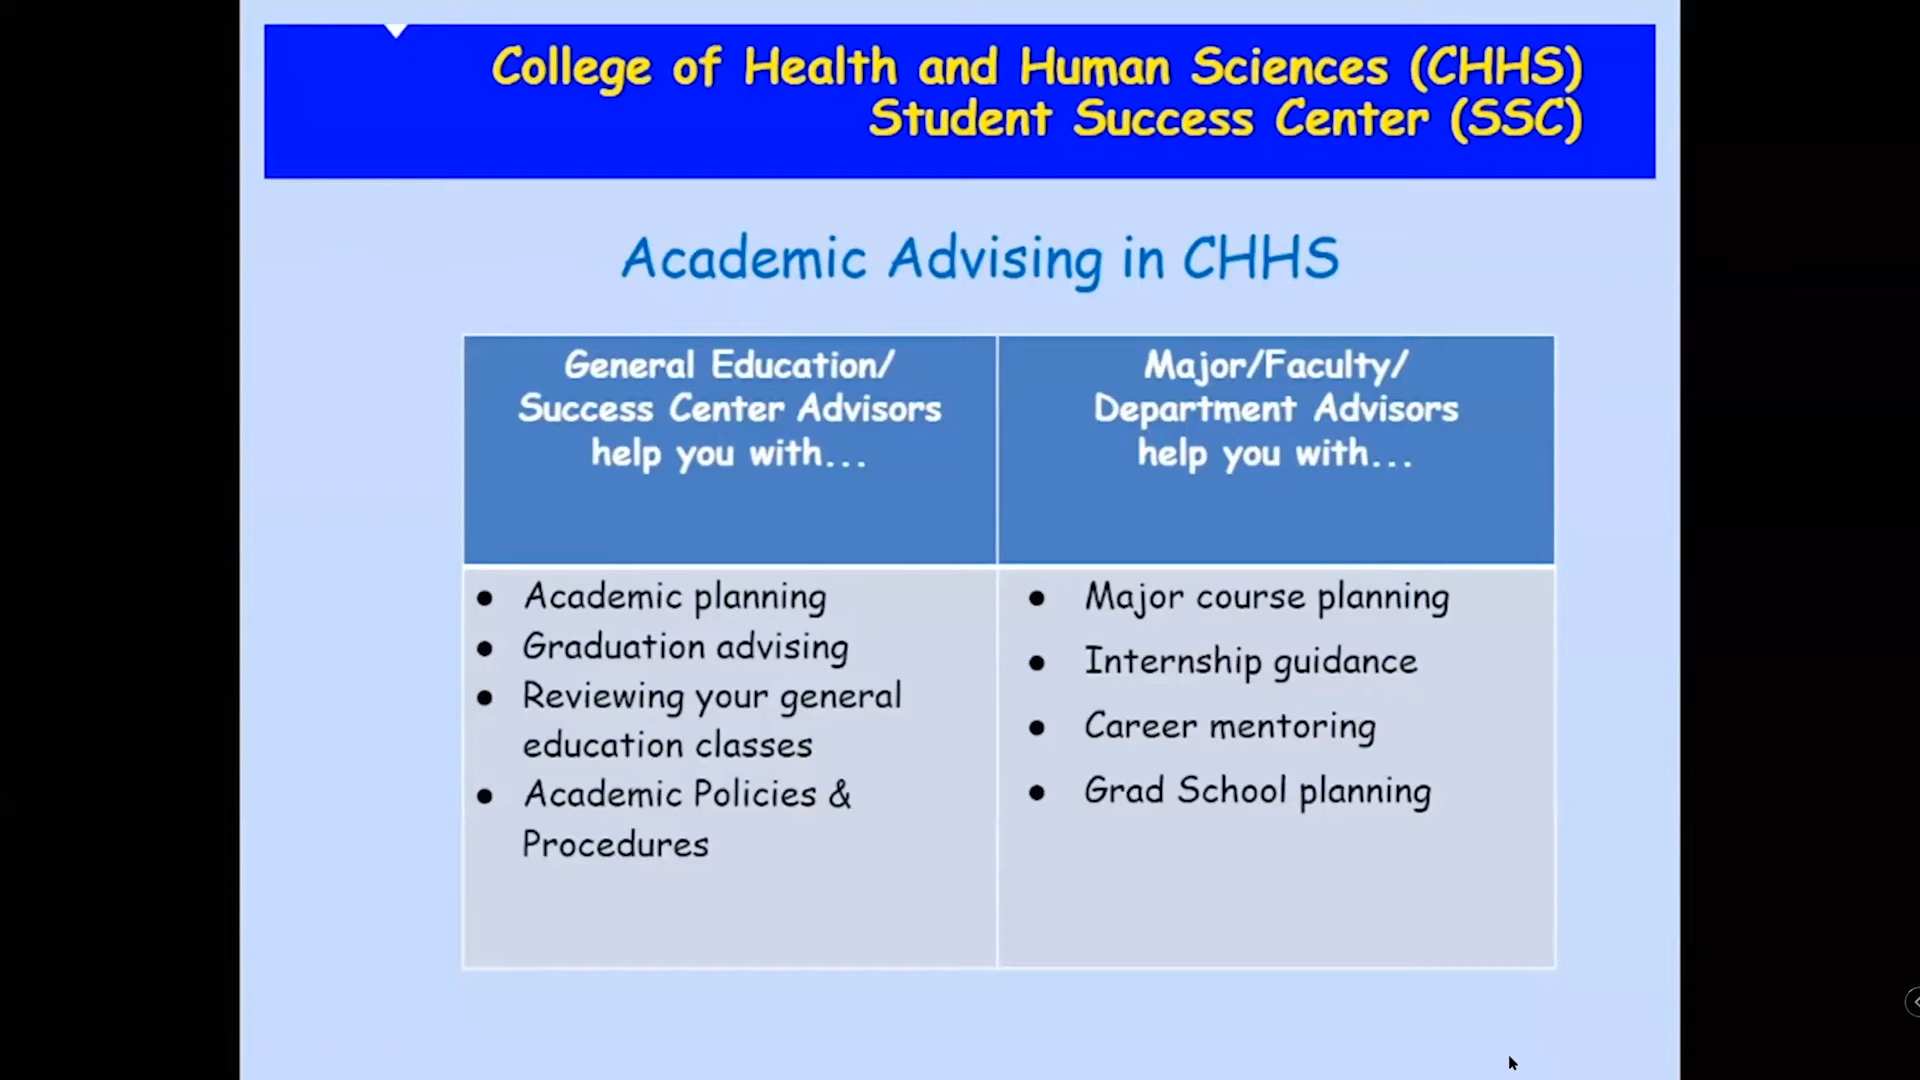 College of Health and Human Sciences (CHHS)
Student Success Center (SSC)
Academic Advising in CHHS
General Education/
Success Center Advisors
help you with...
Major/Faculty/
Department Advisors
help you with...
● Academic planning
● Graduation advising
● Reviewing your general
education classes
● Academic Policies &
Procedures
● Major course planning
● Internship guidance
● Career mentoring
● Grad School planning